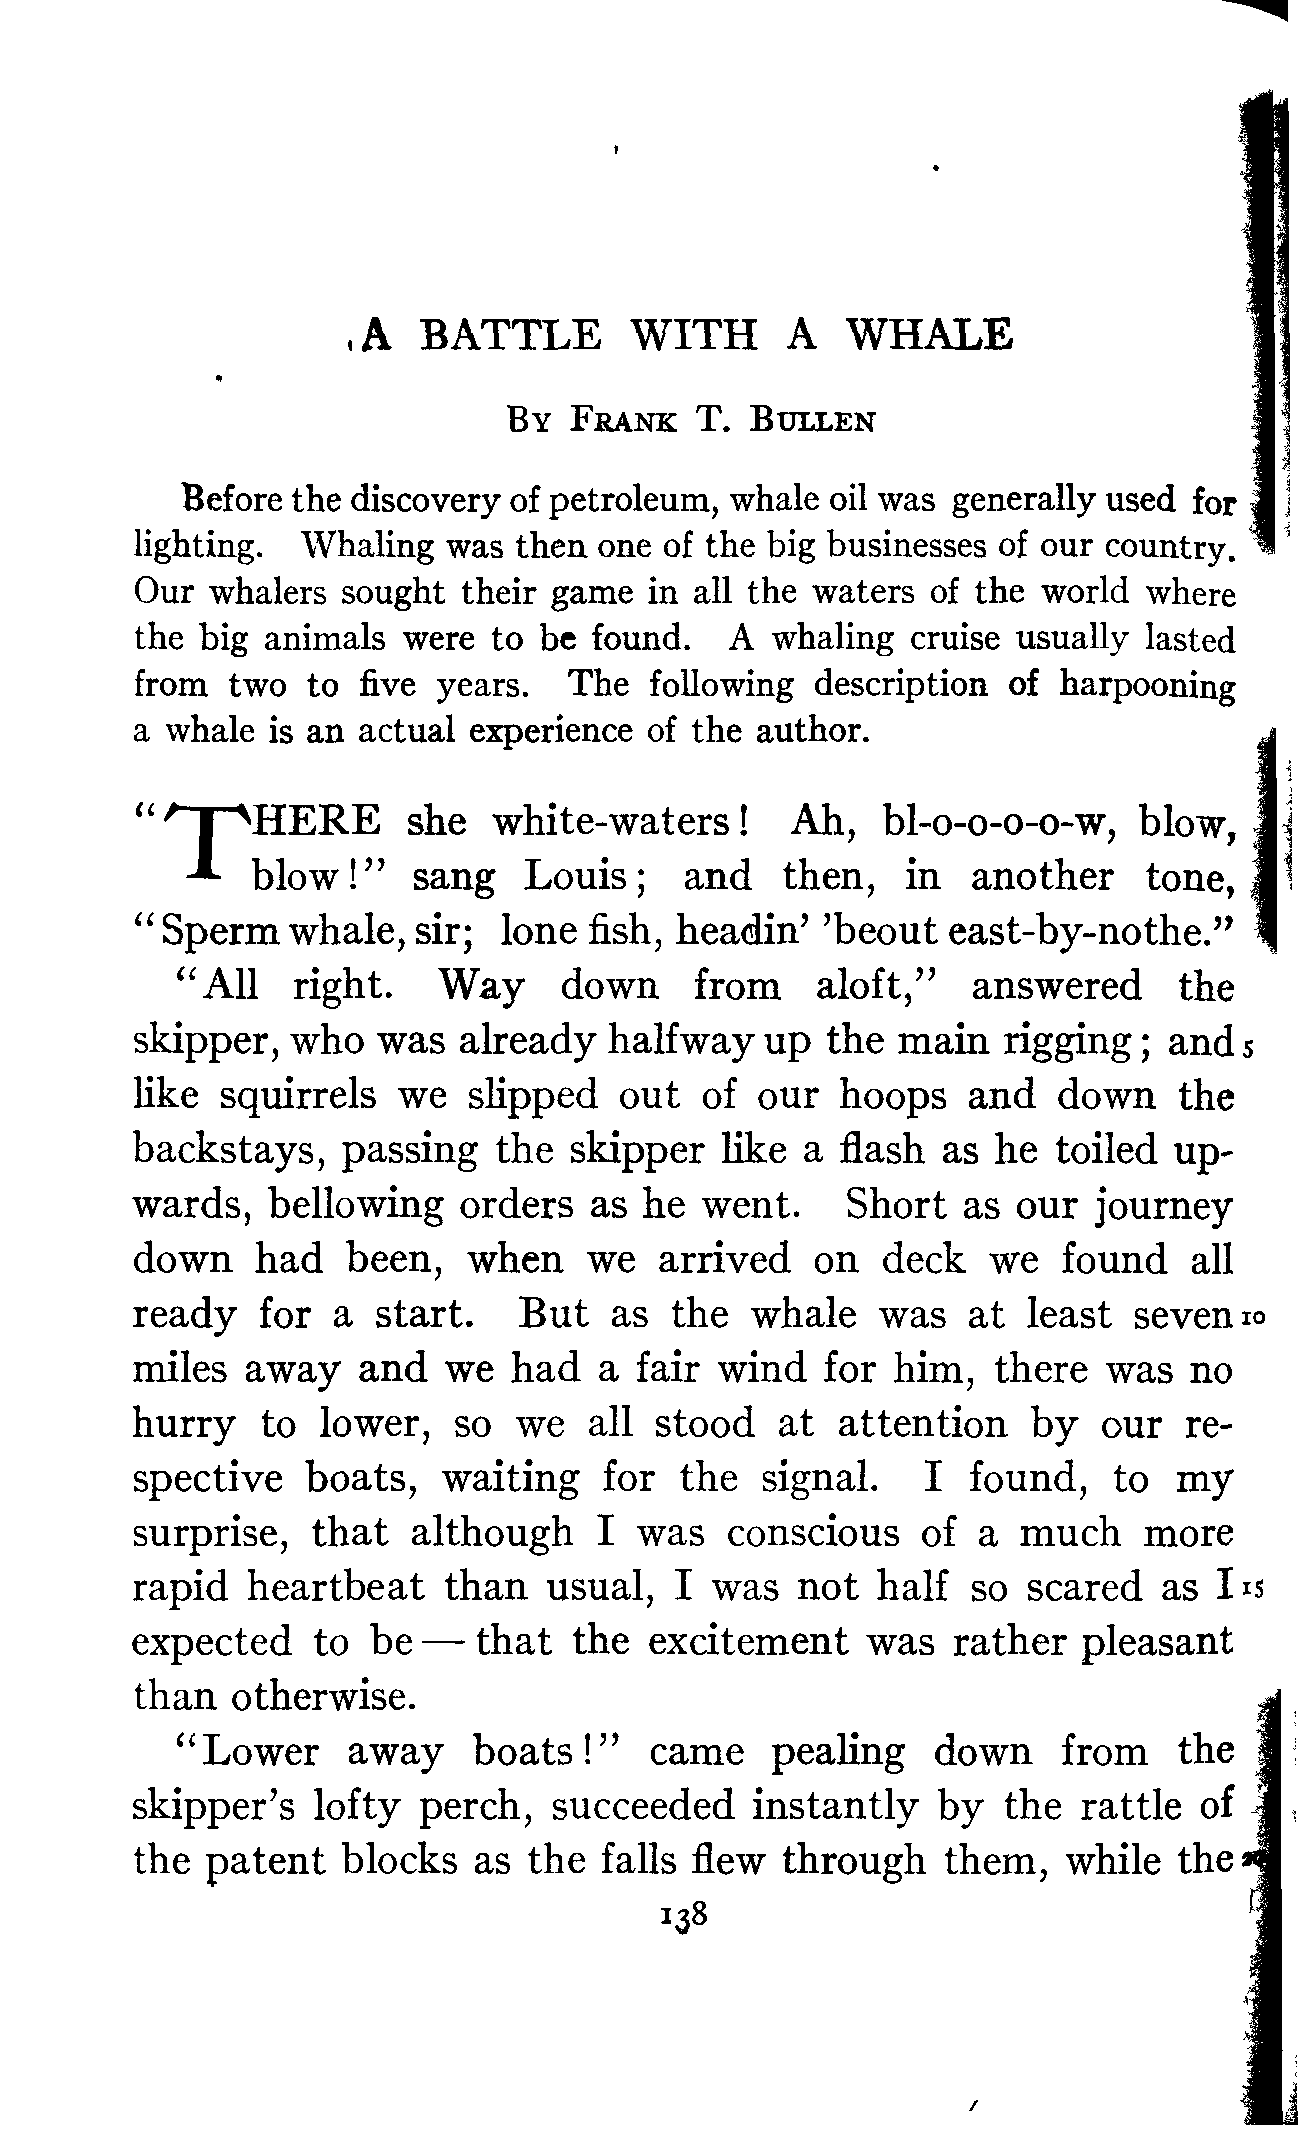 A BATTLE WITH A WHALE
By Frank T. Bullen
Before the discovery of petroleum, whale oil was generally used for
lighting. Whaling was then one of the big businesses of our country.
Our whalers sought their game in all the waters of the world where
the big animals were to be found. A whaling cruise usually lasted
from two to five years. The following description of harpooning
a whale is an actual experience of the author.
“THERE she white-waters! Ah, bl-o-o-o-o-w, blow,
blow!” sang Louis; and then, in another tone,
“Sperm whale, sir; lone fish, headin’ ’beout east-by-nothe.”
“All right. Way down from aloft,” answered the
skipper, who was already halfway up the main rigging; and 5
like squirrels we slipped out of our hoops and down the
backstays, passing the skipper like a flash as he toiled up-
wards, bellowing orders as he went. Short as our journey
down had been, when we arrived on deck we found all
ready for a start. But as the whale was at least seven 10
miles away and we had a fair wind for him, there was no
hurry to lower, so we all stood at attention by our re-
spective boats, waiting for the signal. I found, to my
surprise, that although I was conscious of a much more
rapid heartbeat than usual, I was not half so scared as I 15
expected to be — that the excitement was rather pleasant
than otherwise.
“Lower away boats!” came pealing down from the
skipper’s lofty perch, succeeded instantly by the rattle of
the patent blocks as the falls flew through them, while the
138